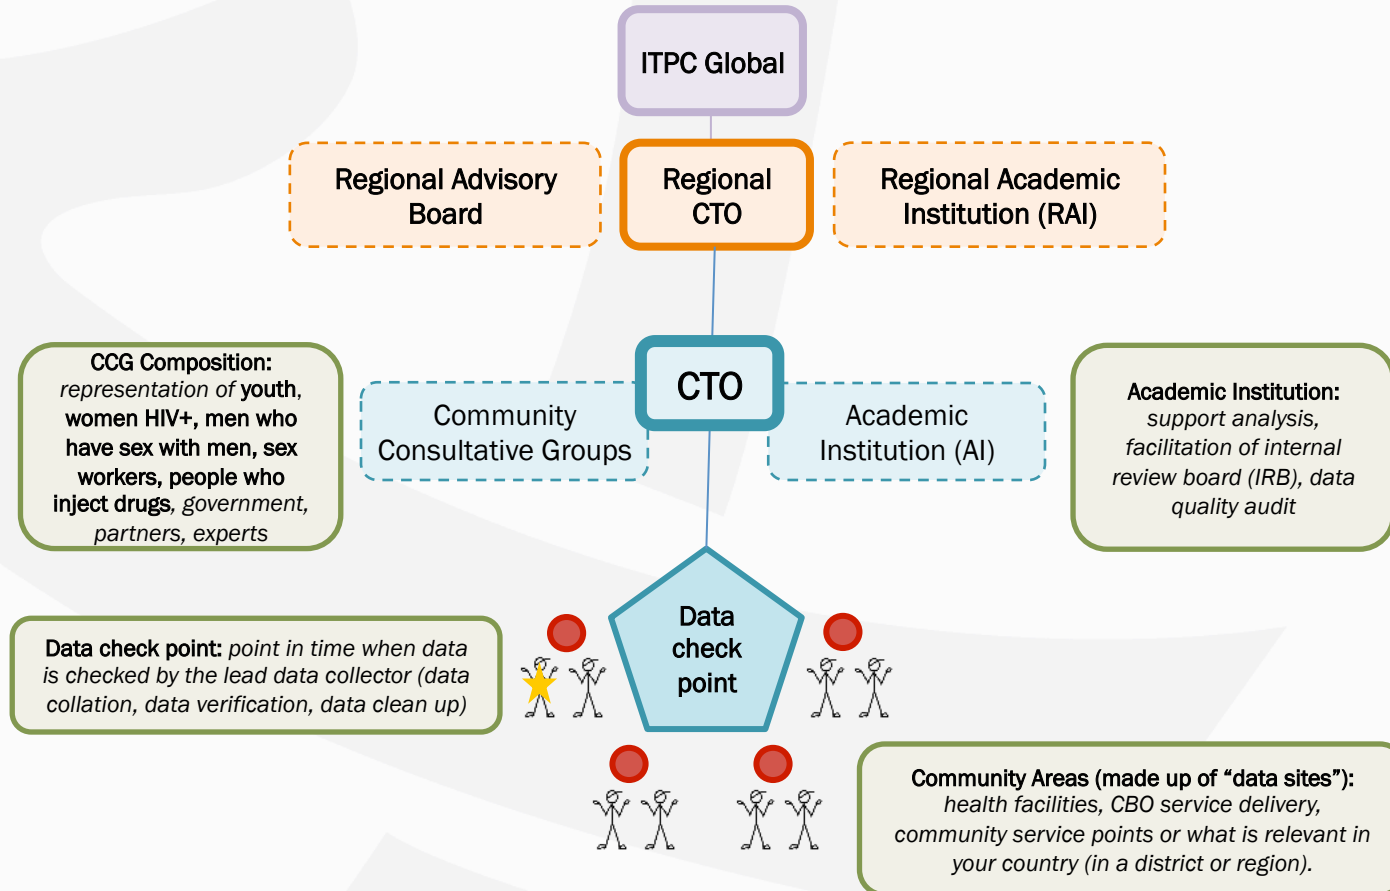 ITPC Global
Regional Advisory
Board
Regional
CTO
Regional Academic
Institution (RAI)
CCG Composition:
representation of youth,
women HIV+, men who
have sex with men, sex
workers, people who
inject drugs, government,
partners, experts
Community
Consultative Groups
CTO
Academic
Institution (AI)
Academic Institution:
support analysis,
facilitation of internal
review board (IRB), data
quality audit
Data check point: point in time when data
is checked by the lead data collector (data
collation, data verification, data clean up)
Data
check
point
Community Areas (made up of “data sites”):
health facilities, CBO service delivery,
community service points or what is relevant in
your country (in a district or region).